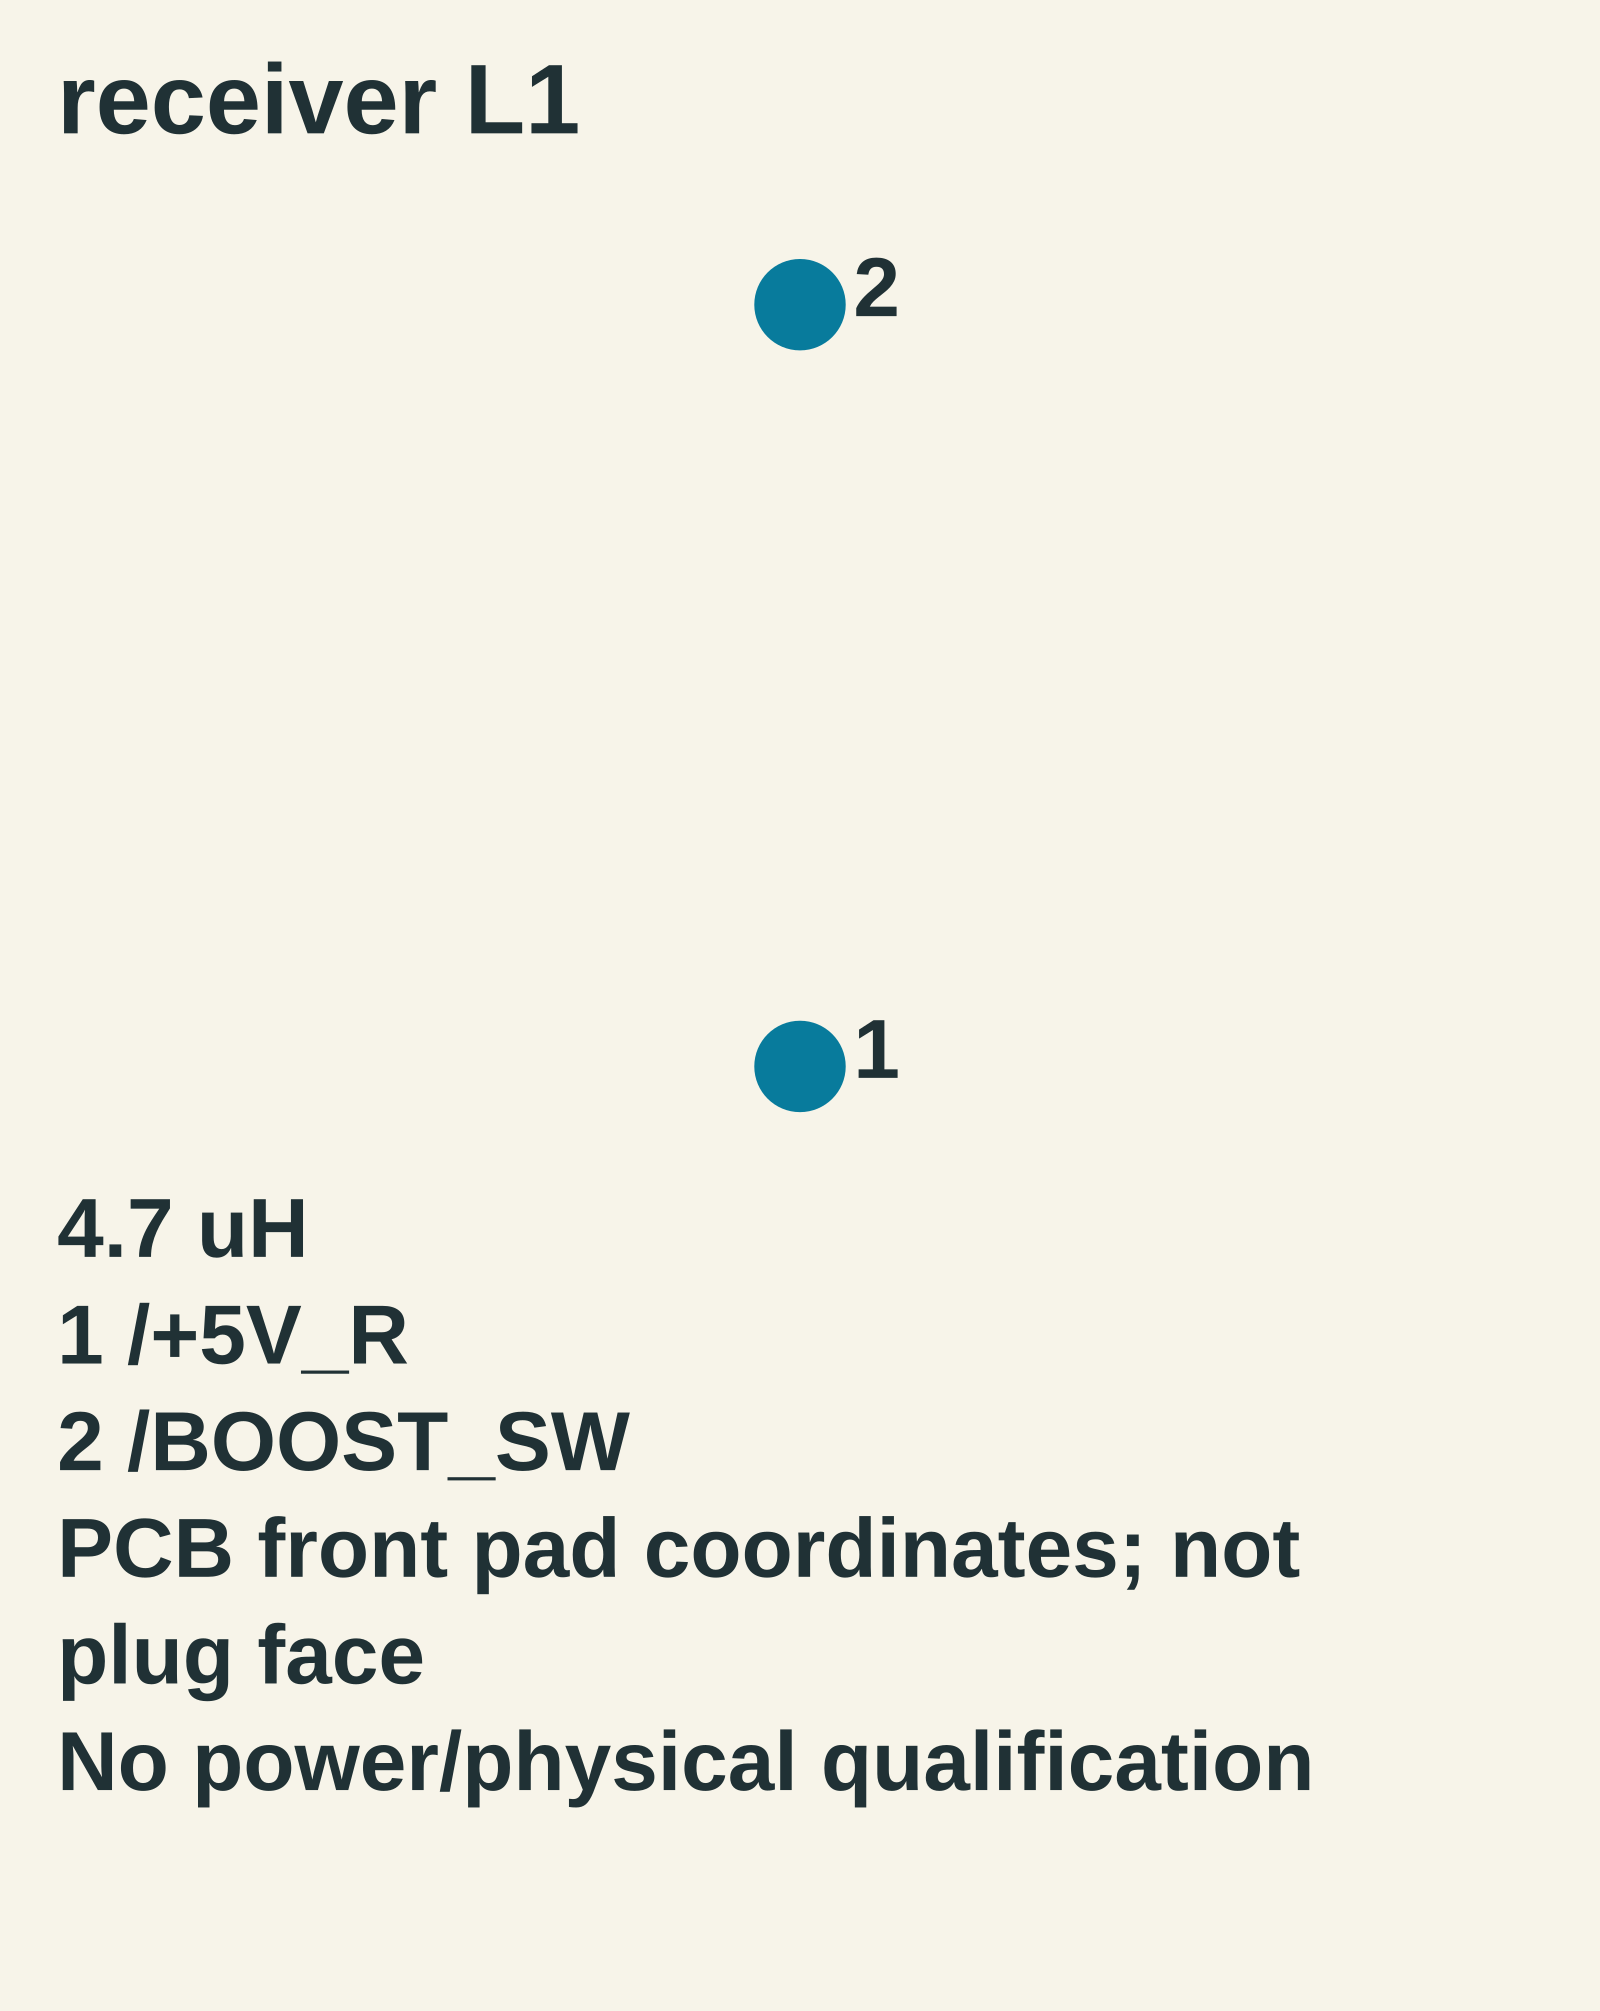 receiver L1
2
1
4.7 uH
1 /+5V_R
2 /BOOST_SW
PCB front pad coordinates; not
plug face
No power/physical qualification